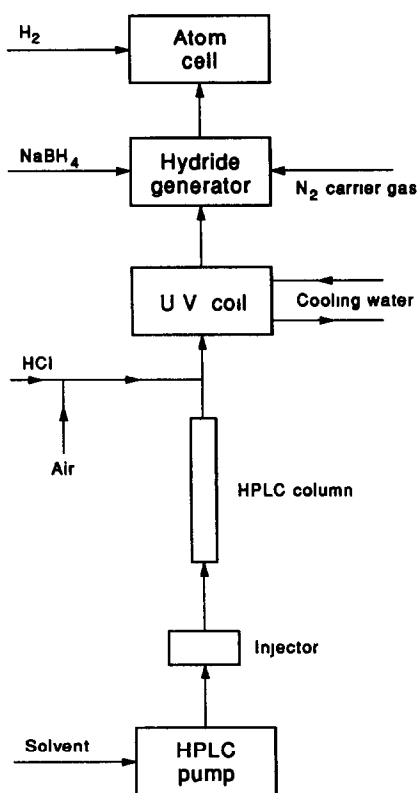 H2
Atom
cell
NaBH4
Hydride
generator
N2 carrier gas
UV coil
Cooling water
HCl
Air
HPLC column
Injector
Solvent
HPLC
pump